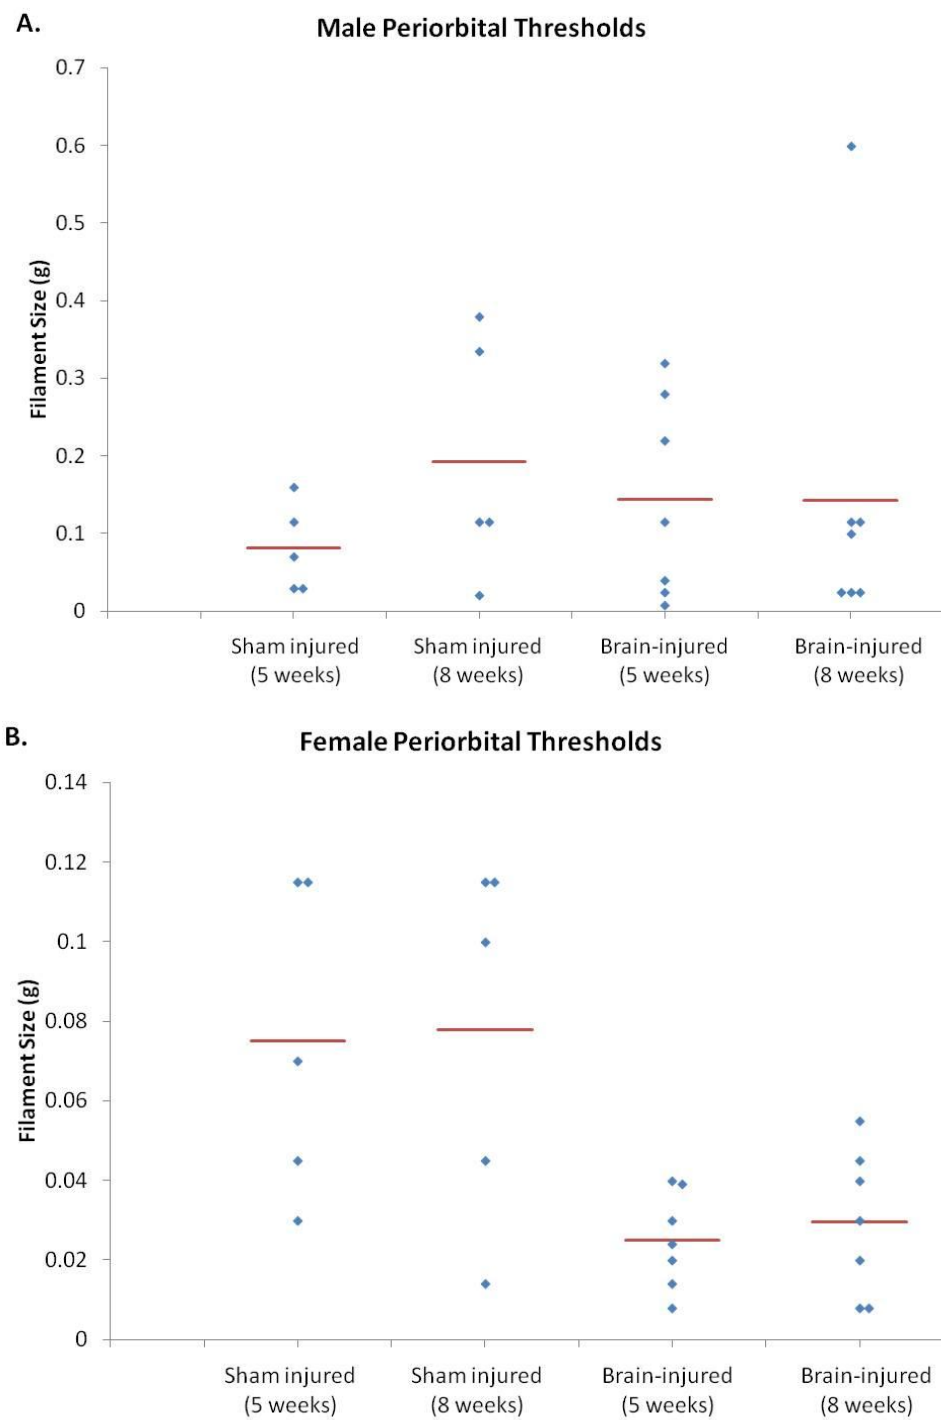 A.
Male Periorbital Thresholds
0.7
0.6
0.5
0.4
0.3
0.2
0.1
0
Filament Size (g)
Sham injured (5 weeks)
Sham injured (8 weeks)
Brain-injured (5 weeks)
Brain-injured (8 weeks)
B.
Female Periorbital Thresholds
0.14
0.12
0.1
0.08
0.06
0.04
0.02
0
Filament Size (g)
Sham injured (5 weeks)
Sham injured (8 weeks)
Brain-injured (5 weeks)
Brain-injured (8 weeks)